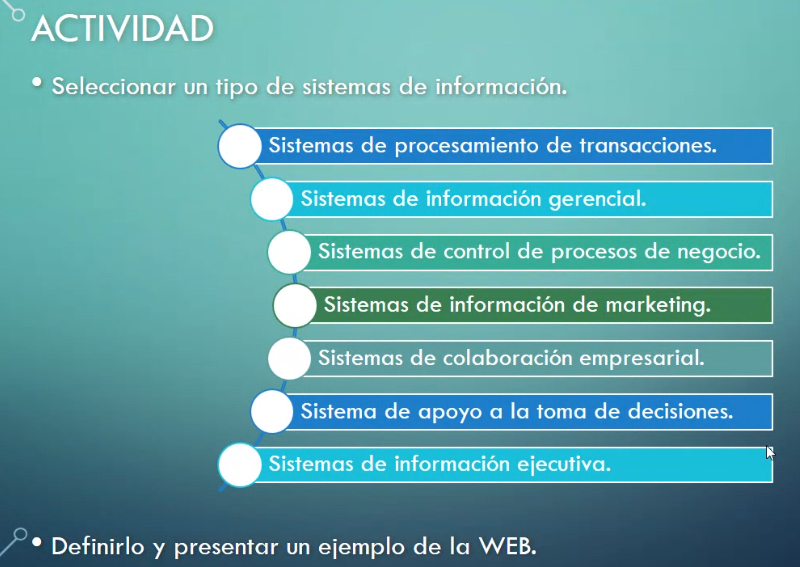 ACTIVIDAD
• Seleccionar un tipo de sistemas de información.
Sistemas de procesamiento de transacciones.
Sistemas de información gerencial.
Sistemas de control de procesos de negocio.
Sistemas de información de marketing.
Sistemas de colaboración empresarial.
Sistema de apoyo a la toma de decisiones.
Sistemas de información ejecutiva.
• Definirlo y presentar un ejemplo de la WEB.